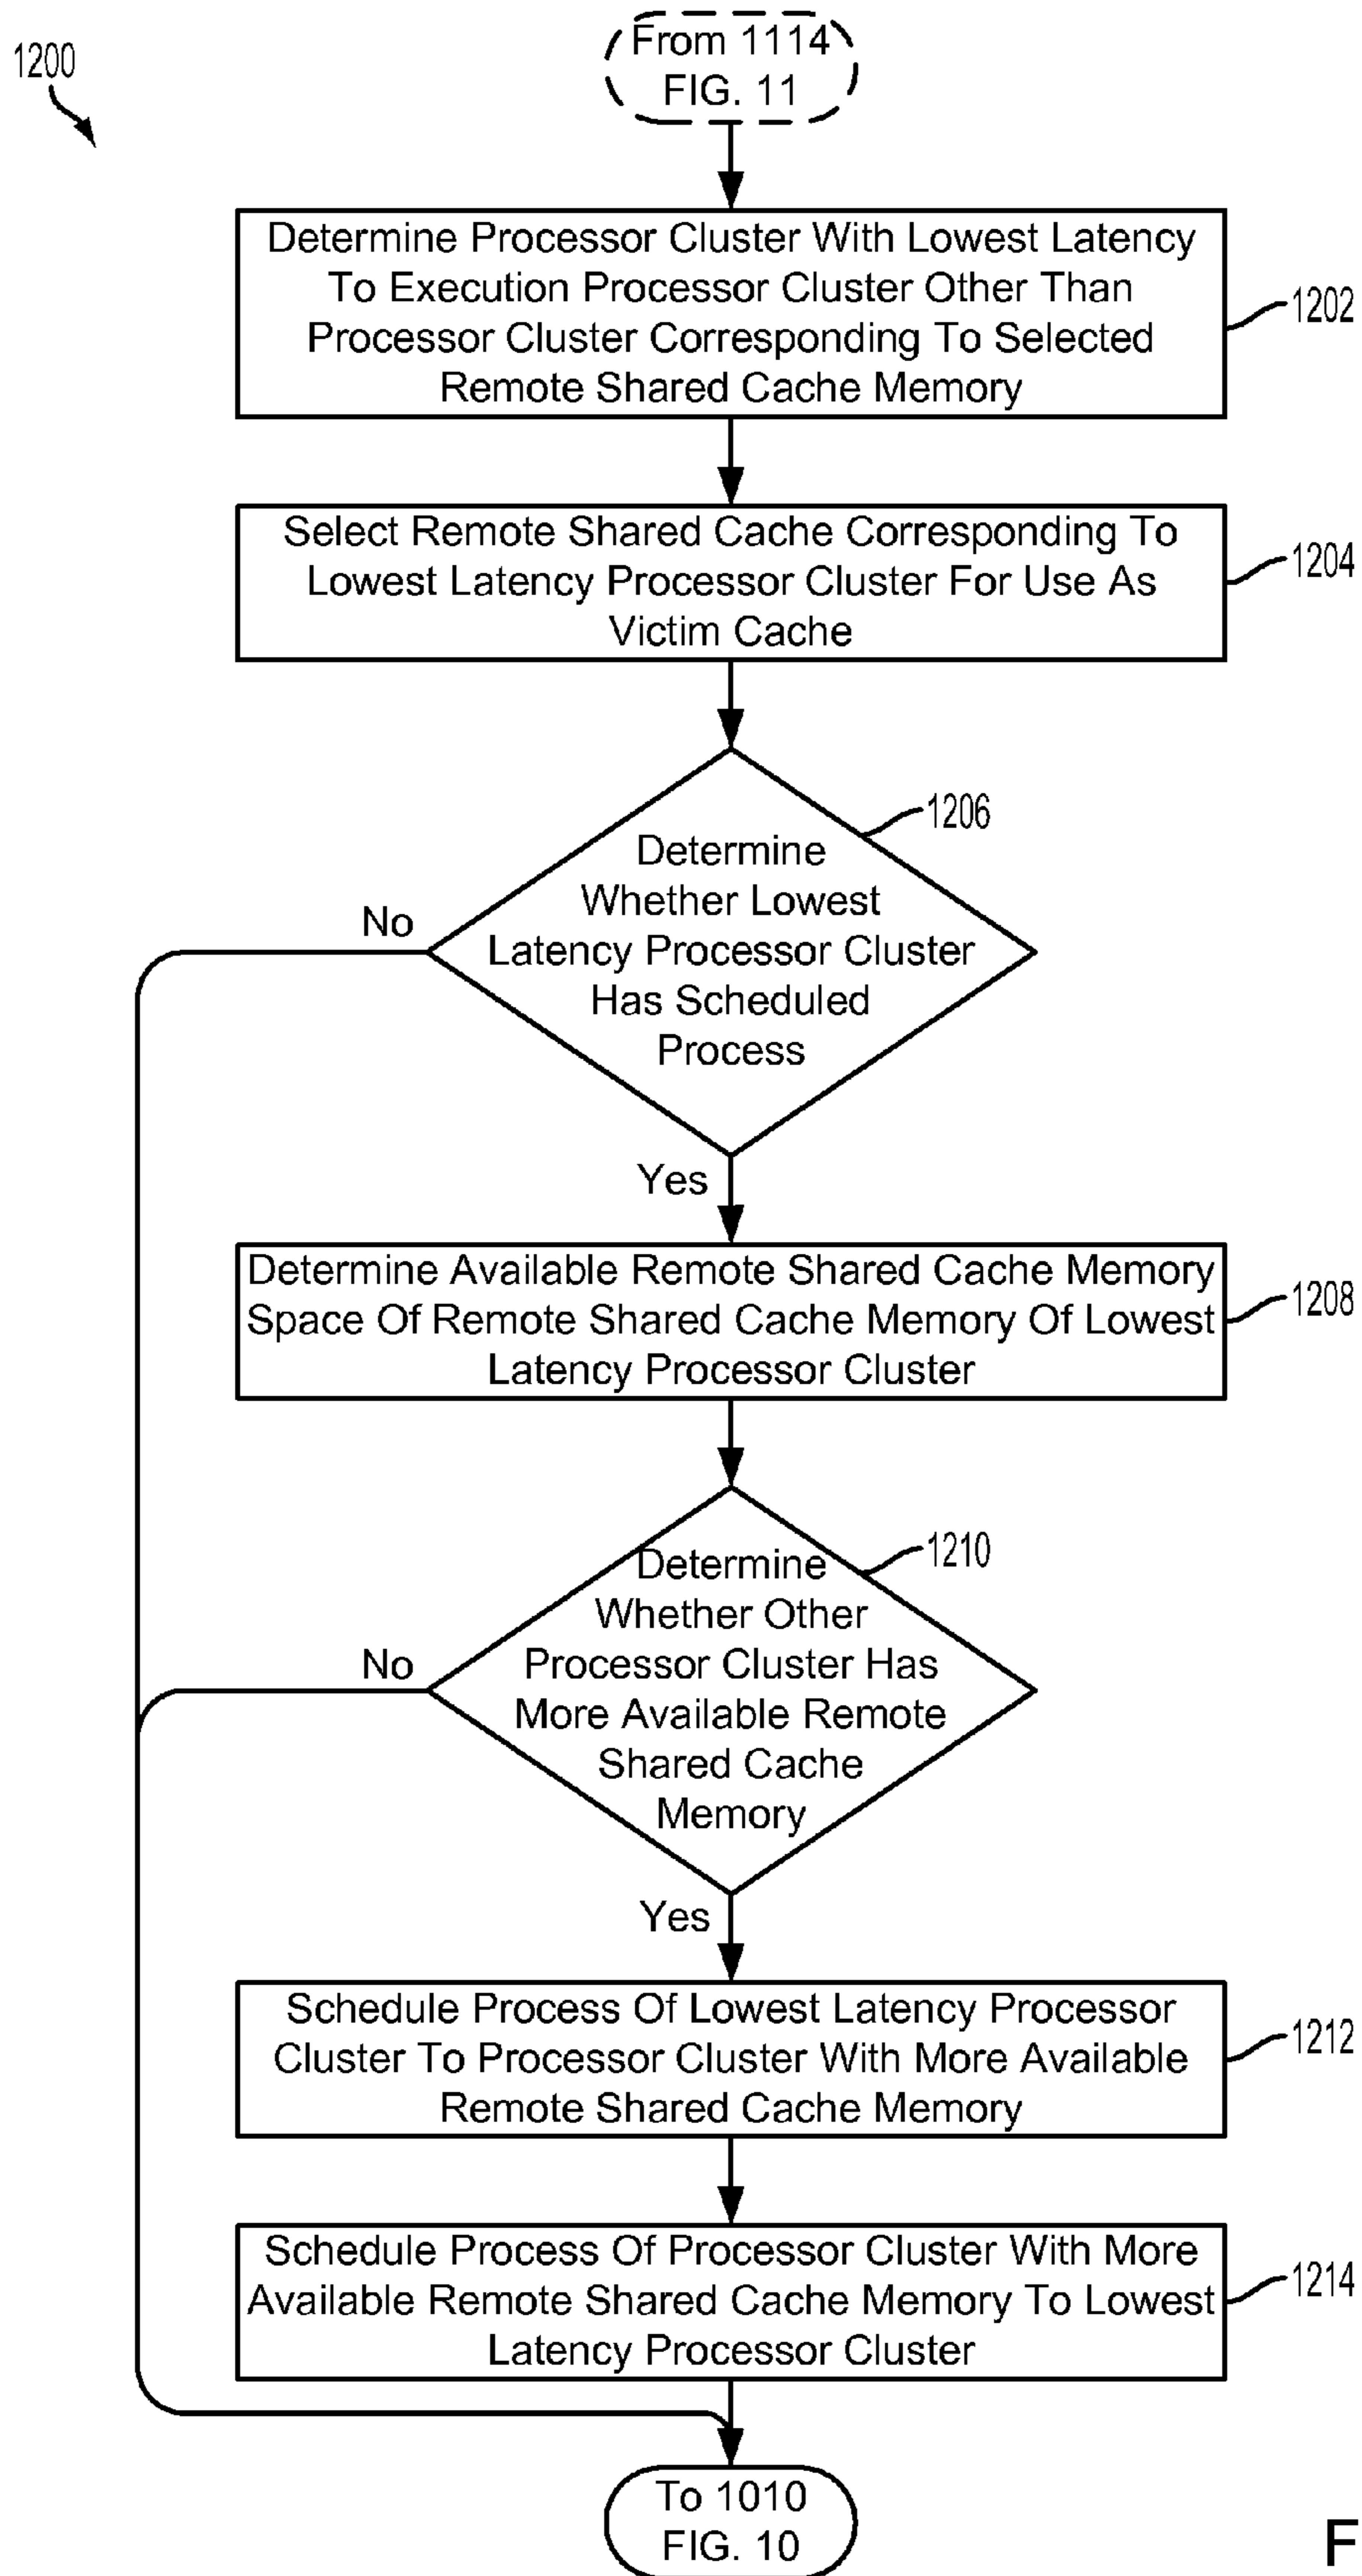 1200
From 1114
FIG. 11
Determine Processor Cluster With Lowest Latency
To Execution Processor Cluster Other Than
Processor Cluster Corresponding To Selected
Remote Shared Cache Memory
1202
Select Remote Shared Cache Corresponding To
Lowest Latency Processor Cluster For Use As
Victim Cache
1204
1206
Determine
Whether Lowest
Latency Processor Cluster
Has Scheduled
Process
No
Yes
Determine Available Remote Shared Cache Memory
Space Of Remote Shared Cache Memory Of Lowest
Latency Processor Cluster
1208
1210
Determine
Whether Other
Processor Cluster Has
More Available Remote
Shared Cache
Memory
No
Yes
Schedule Process Of Lowest Latency Processor
Cluster To Processor Cluster With More Available
Remote Shared Cache Memory
1212
Schedule Process Of Processor Cluster With More
Available Remote Shared Cache Memory To Lowest
Latency Processor Cluster
1214
To 1010
FIG. 10
F